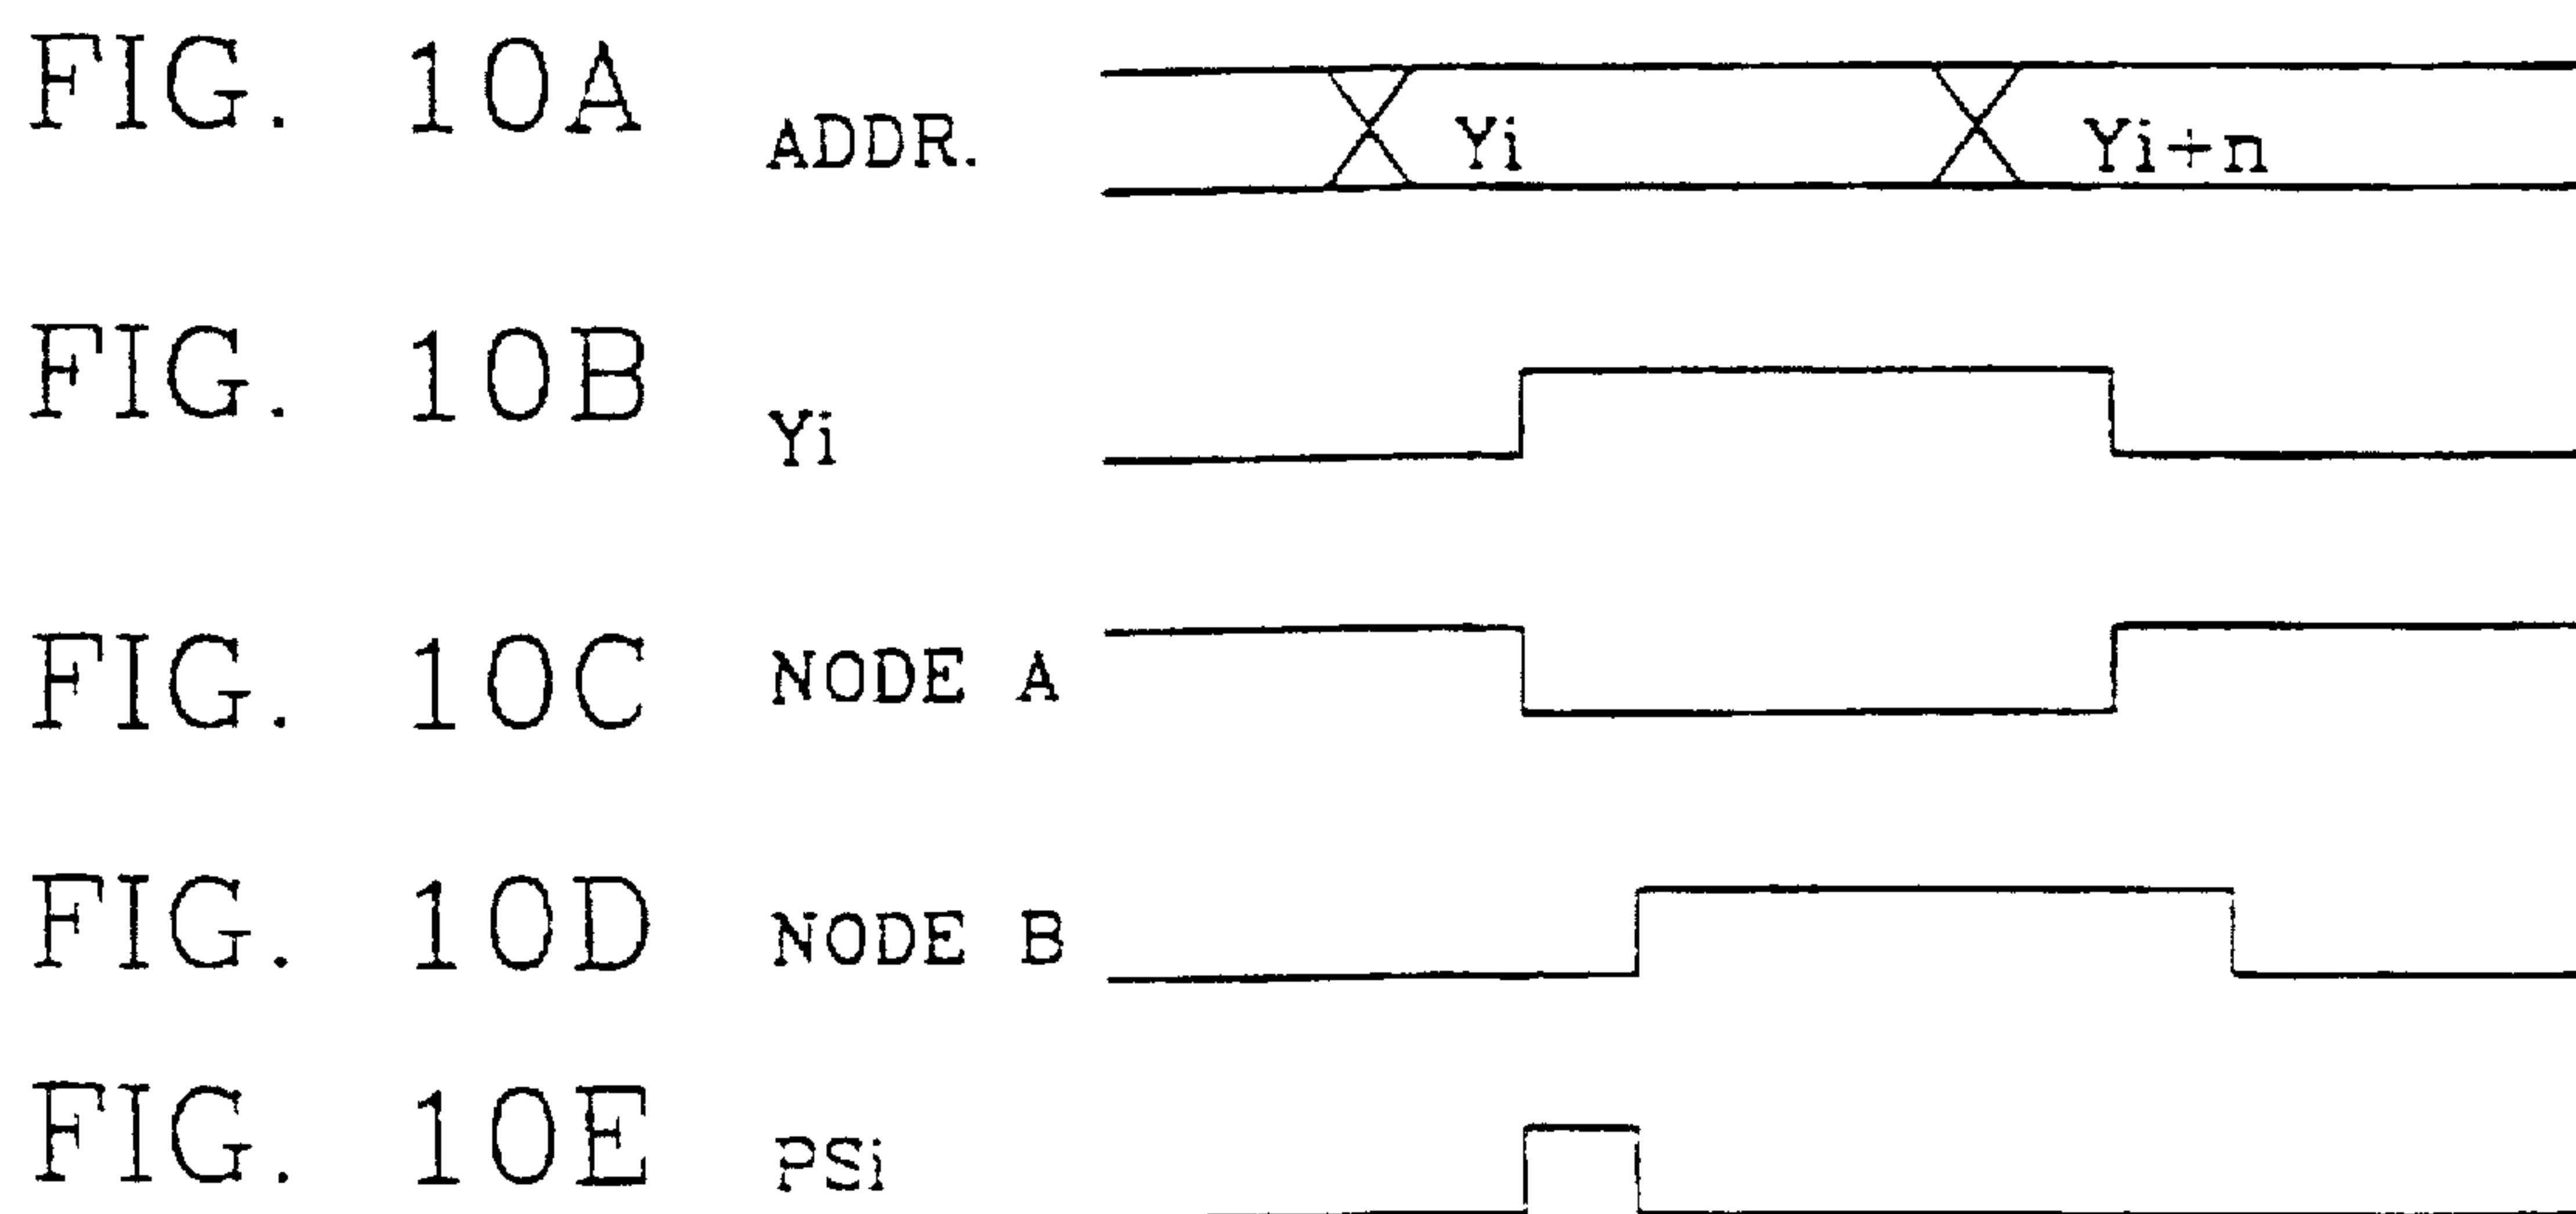 FIG. 10A
ADDR.
Yi
Yi+n
FIG. 10B
Yi
FIG. 10C
NODE A
FIG. 10D
NODE B
FIG. 10E
PSi